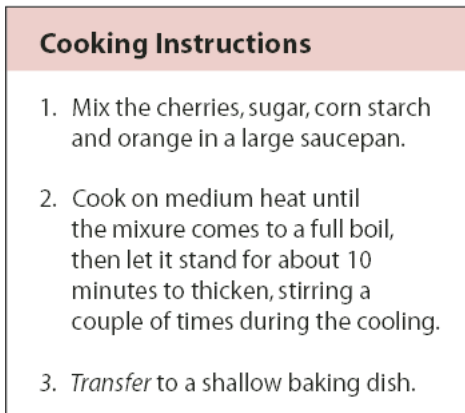 Cooking Instructions
1. Mix the cherries, sugar, corn starch
and orange in a large saucepan.
2. Cook on medium heat until
the mixure comes to a full boil,
then let it stand for about 10
minutes to thicken, stirring a
couple of times during the cooling.
3. Transfer to a shallow baking dish.